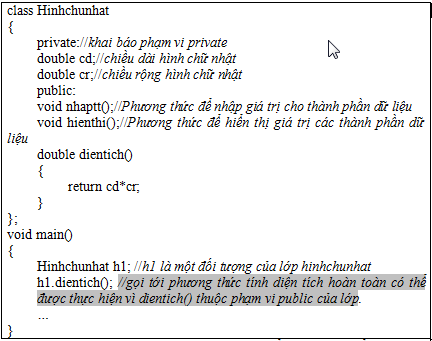 class Hinhchunhat
{
private://khai báo phạm vi private
double cd;//chiều dài hình chữ nhật
double cr;//chiều rộng hình chữ nhật
public:
void nhaptt();//Phương thức để nhập giá trị cho thành phần dữ liệu
void hienthi();//Phương thức để hiển thị giá trị các thành phần dữ
liệu
double dientich()
{
return cd*cr;
}
};
void main()
{
Hinhchunhat h1; //h1 là một đối tượng của lớp hinhchunhat
h1.dientich(); //gọi tới phương thức tính diện tích hoàn toàn có thể
được thực hiện vì dientich() thuộc phạm vi public của lớp.
...
}